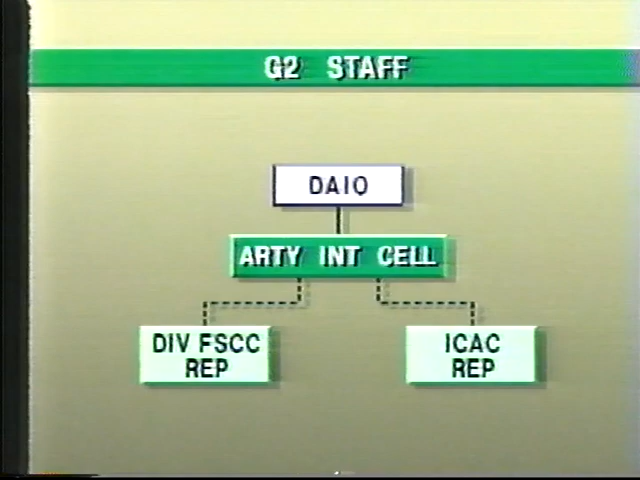 G2 STAFF
DAIO
ARTY INT CELL
DIV FSCC
REP
ICAC
REP